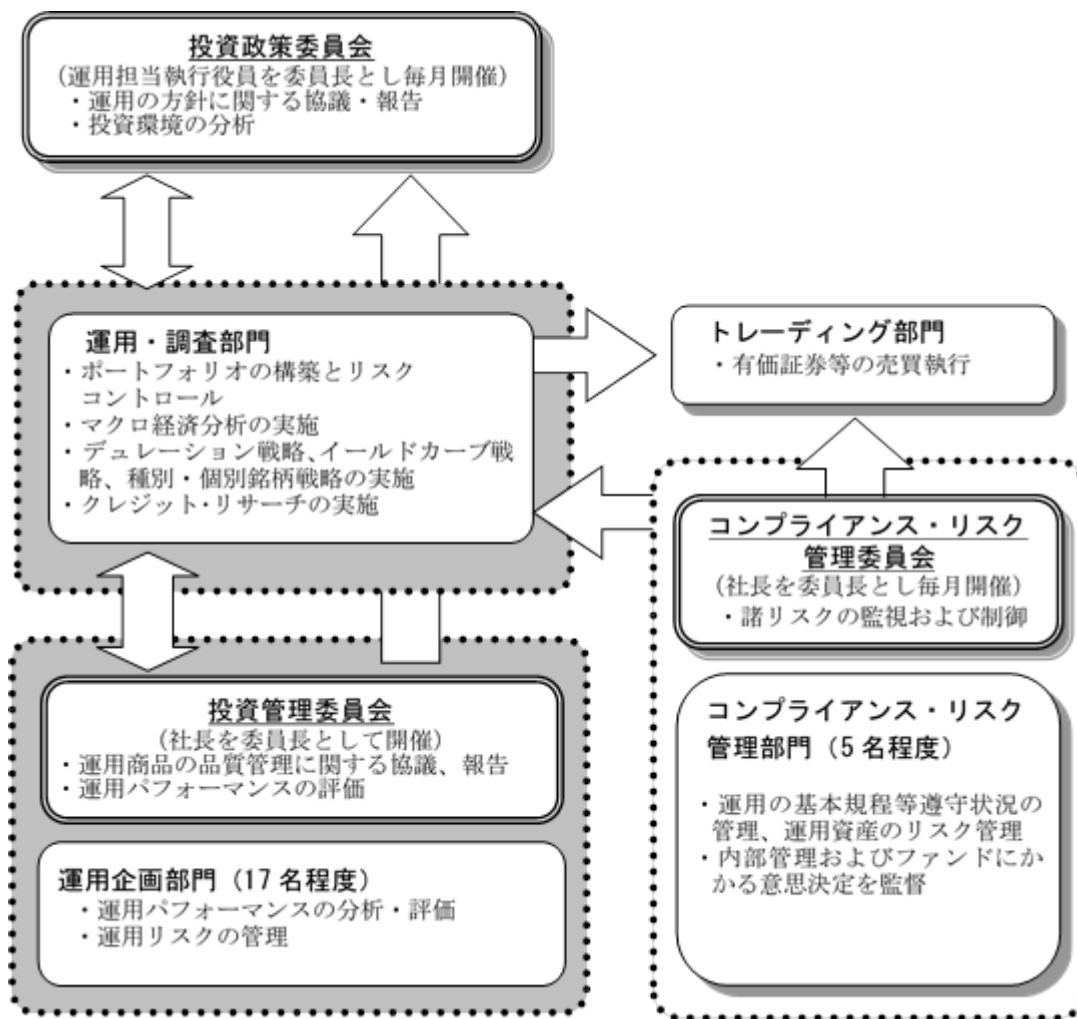 投資政策委員会
(運用担当執行役員を委員長とし毎月開催)
・運用の方針に関する協議・報告
・投資環境の分析
運用・調査部門
・ポートフォリオの構築とリスク
コントロール
・マクロ経済分析の実施
・デュレーション戦略、イールドカーブ戦
略、種別・個別銘柄戦略の実施
・クレジット・リサーチの実施
トレーディング部門
・有価証券等の売買執行
コンプライアンス・リスク
管理委員会
(社長を委員長とし毎月開催)
・諸リスクの監視および制御
投資管理委員会
(社長を委員長として開催)
・運用商品の品質管理に関する協議、報告
・運用パフォーマンスの評価
運用企画部門（17名程度）
・運用パフォーマンスの分析・評価
・運用リスクの管理
コンプライアンス・リスク
管理部門（5名程度）
・運用の基本規程等遵守状況の
管理、運用資産のリスク管理
・内部管理およびファンドにか
かる意思決定を監督